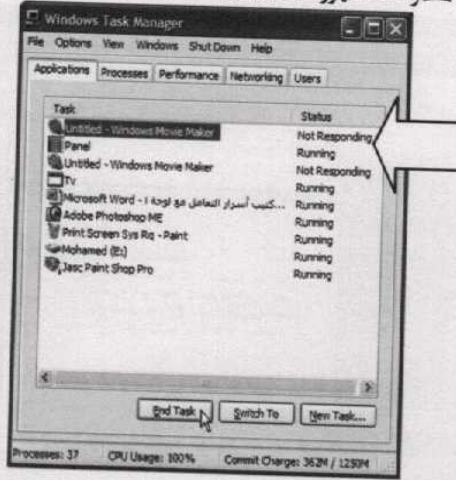 Windows Task Manager
File Options View Windows Shut Down Help
Applications Processes Performance Networking Users
Task Status
Untitled - Windows Movie Maker Not Responding
Panel Running
Untitled - Windows Movie Maker Not Responding
Tv Running
Microsoft Word - كتيب أسرار التعامل مع لوحة ا... Running
Adobe Photoshop ME Running
Print Screen Sys Rq - Paint Running
Mohamed (E:) Running
Jasc Paint Shop Pro Running
End Task Switch To New Task...
Processes: 37 CPU Usage: 100% Commit Charge: 362M / 1250M